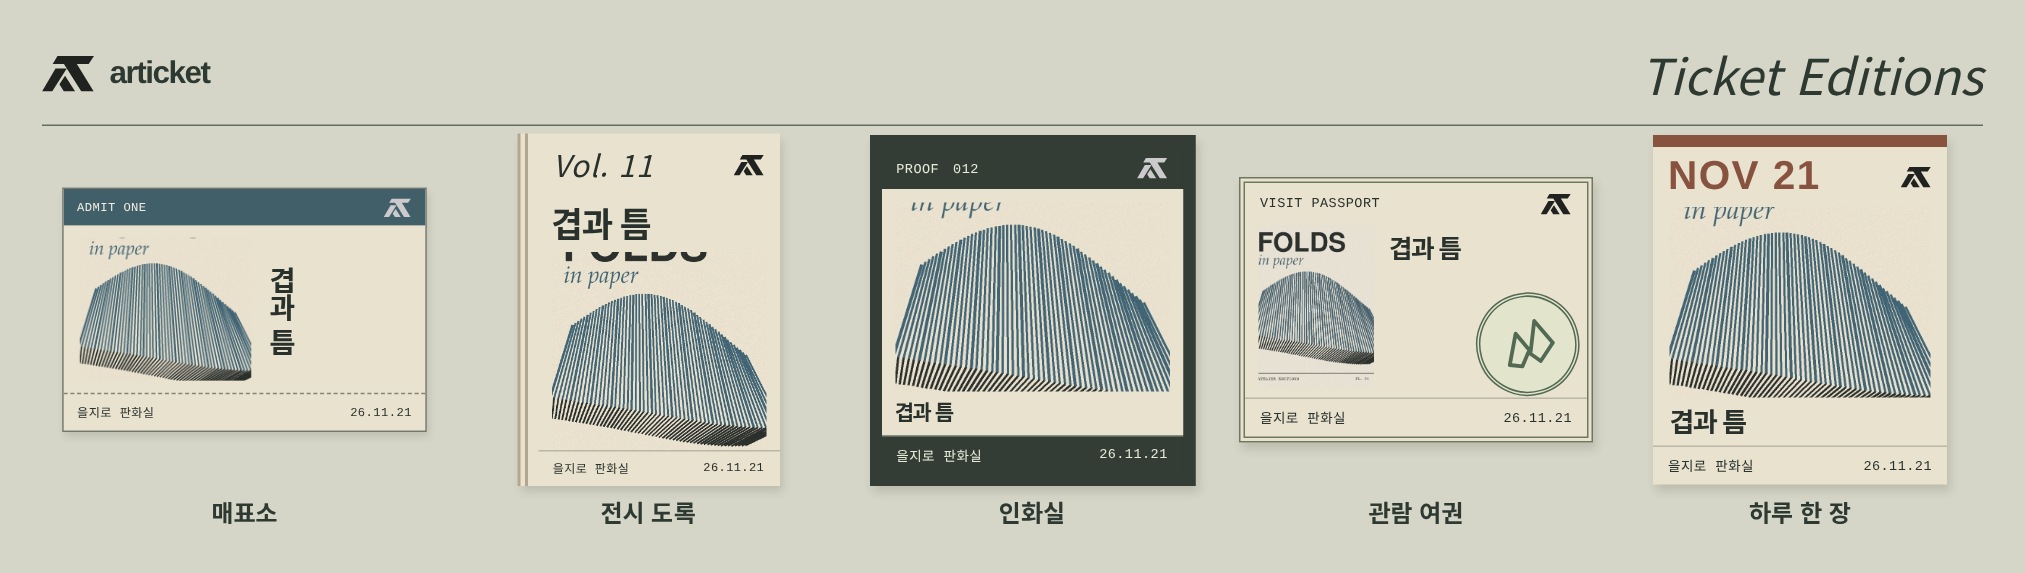 articket
Ticket Editions
ADMIT ONE
in paper
겹과 틈
을지로 판화실
26.11.21
매표소
Vol. 11
겹과 틈
FOLDS
in paper
을지로 판화실
26.11.21
전시 도록
PROOF 012
in paper
겹과 틈
을지로 판화실
26.11.21
인화실
VISIT PASSPORT
FOLDS
in paper
겹과 틈
을지로 판화실
26.11.21
관람 여권
NOV 21
in paper
겹과 틈
을지로 판화실
26.11.21
하루 한 장